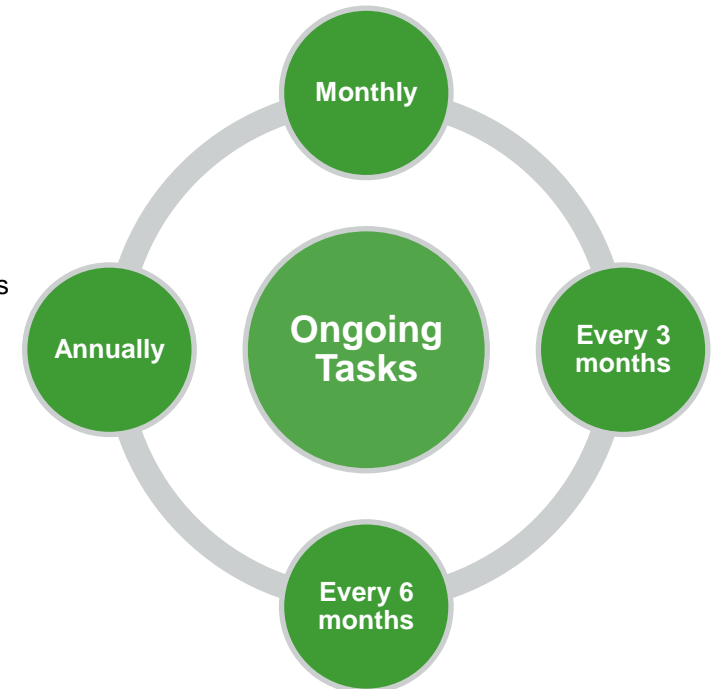 Monthly
s
Annually
Ongoing
Tasks
Every 3
months
Every 6
months